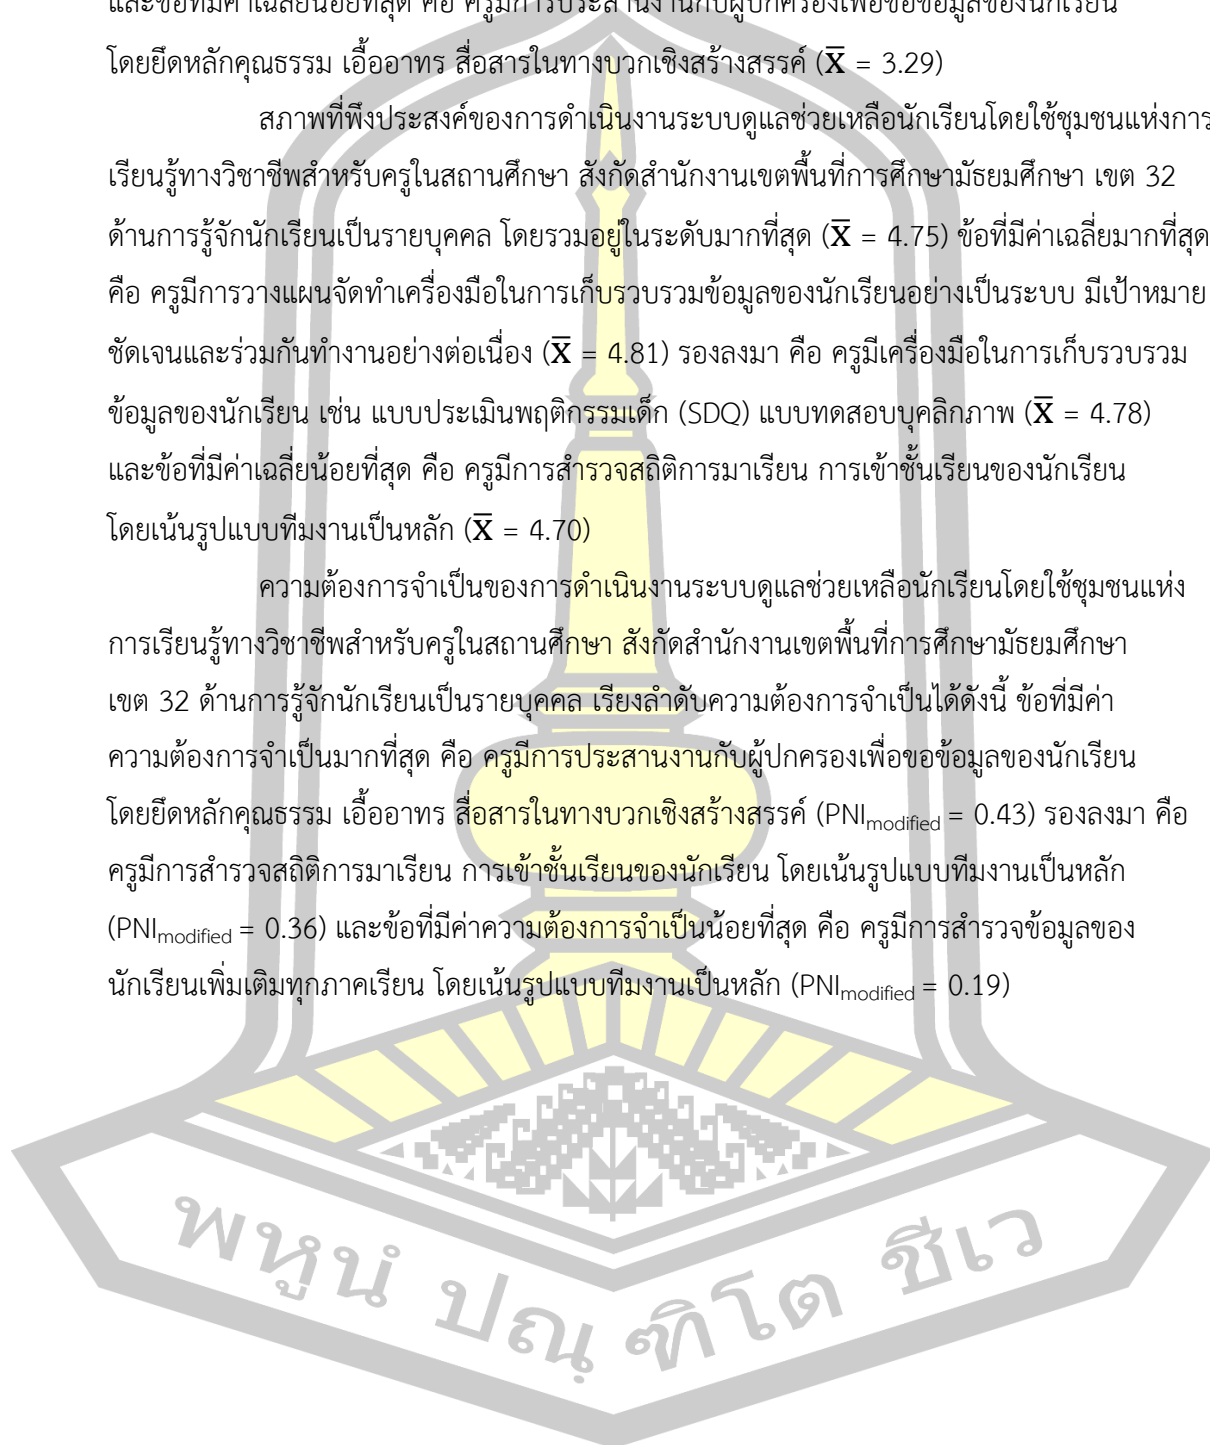 และข้อที่มีค่าเฉลี่ยน้อยที่สุด คือ ครูมีการประสานงานกับผู้ปกครองเพื่อขอข้อมูลของนักเรียน
โดยยึดหลักคุณธรรม เอื้ออาทร สื่อสารในทางบวกเชิงสร้างสรรค์ (X̅ = 3.29)
สภาพที่พึงประสงค์ของการดำเนินงานระบบดูแลช่วยเหลือนักเรียนโดยใช้ชุมชนแห่งการ
เรียนรู้ทางวิชาชีพสำหรับครูในสถานศึกษา สังกัดสำนักงานเขตพื้นที่การศึกษามัธยมศึกษา เขต 32
ด้านการรู้จักนักเรียนเป็นรายบุคคล โดยรวมอยู่ในระดับมากที่สุด (X̅ = 4.75) ข้อที่มีค่าเฉลี่ยมากที่สุด
คือ ครูมีการวางแผนจัดทำเครื่องมือในการเก็บรวบรวมข้อมูลของนักเรียนอย่างเป็นระบบ มีเป้าหมาย
ชัดเจนและร่วมกันทำงานอย่างต่อเนื่อง (X̅ = 4.81) รองลงมา คือ ครูมีเครื่องมือในการเก็บรวบรวม
ข้อมูลของนักเรียน เช่น แบบประเมินพฤติกรรมเด็ก (SDQ) แบบทดสอบบุคลิกภาพ (X̅ = 4.78)
และข้อที่มีค่าเฉลี่ยน้อยที่สุด คือ ครูมีการสำรวจสถิติการมาเรียน การเข้าชั้นเรียนของนักเรียน
โดยเน้นรูปแบบทีมงานเป็นหลัก (X̅ = 4.70)
ความต้องการจำเป็นของการดำเนินงานระบบดูแลช่วยเหลือนักเรียนโดยใช้ชุมชนแห่ง
การเรียนรู้ทางวิชาชีพสำหรับครูในสถานศึกษา สังกัดสำนักงานเขตพื้นที่การศึกษามัธยมศึกษา
เขต 32 ด้านการรู้จักนักเรียนเป็นรายบุคคล เรียงลำดับความต้องการจำเป็นได้ดังนี้ ข้อที่มีค่า
ความต้องการจำเป็นมากที่สุด คือ ครูมีการประสานงานกับผู้ปกครองเพื่อขอข้อมูลของนักเรียน
โดยยึดหลักคุณธรรม เอื้ออาทร สื่อสารในทางบวกเชิงสร้างสรรค์ (PNImodified = 0.43) รองลงมา คือ
ครูมีการสำรวจสถิติการมาเรียน การเข้าชั้นเรียนของนักเรียน โดยเน้นรูปแบบทีมงานเป็นหลัก
(PNImodified = 0.36) และข้อที่มีค่าความต้องการจำเป็นน้อยที่สุด คือ ครูมีการสำรวจข้อมูลของ
นักเรียนเพิ่มเติมทุกภาคเรียน โดยเน้นรูปแบบทีมงานเป็นหลัก (PNImodified = 0.19)
พหูนํ ปณฺ ฑิโต ชีเว